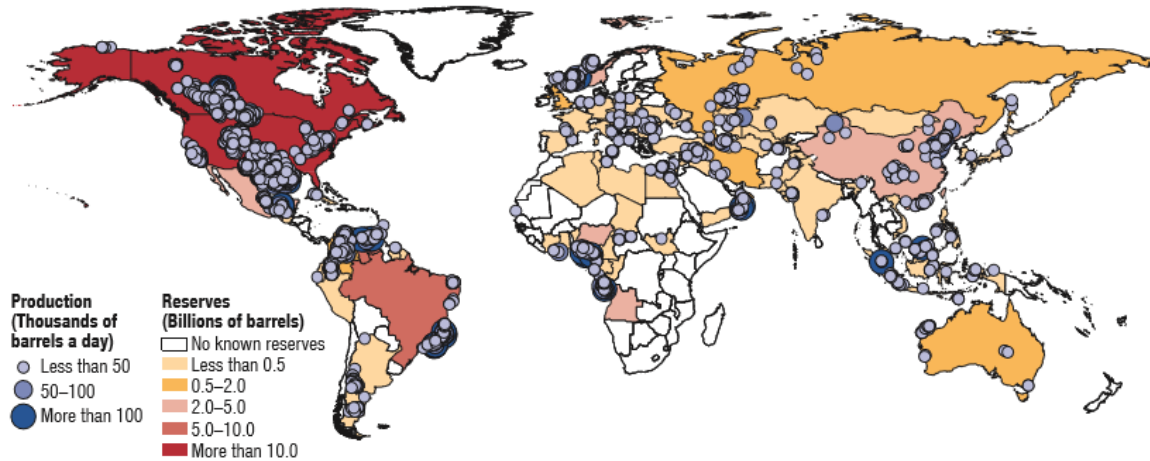 Production
(Thousands of
barrels a day)
Less than 50
50–100
More than 100
Reserves
(Billions of barrels)
No known reserves
Less than 0.5
0.5–2.0
2.0–5.0
5.0–10.0
More than 10.0